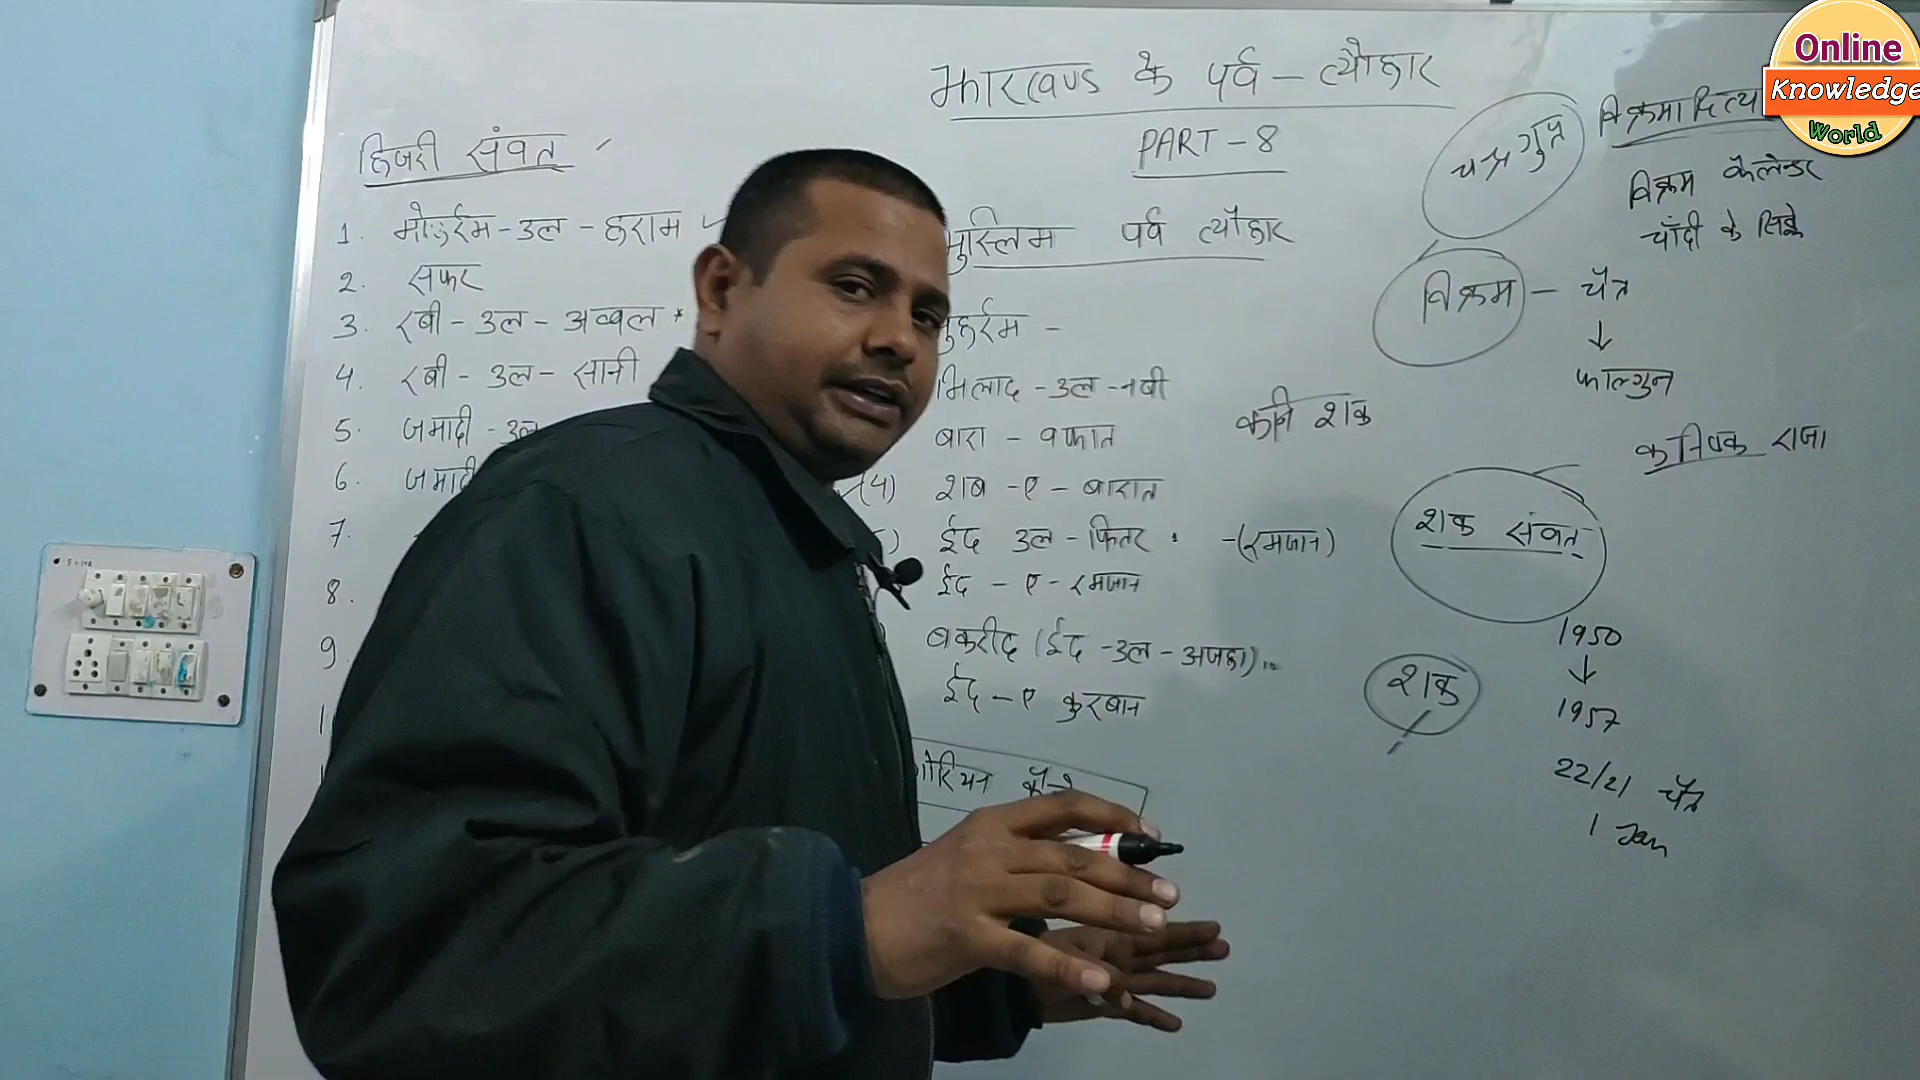 झारखण्ड के पर्व - त्यौहार
PART - 8
हिजरी संवत
1. मोहर्रम - उल - हराम
2. सफर
3. रबी - उल - अव्वल *
4. रबी - उल - सानी
5. जमादी - उल
6. जमादी
7.
8.
9.
मुस्लिम पर्व त्यौहार
मुहर्रम -
मिलाद - उल - नबी
बारा - वफात
(4) शब - ए - बारात
ईद उल - फितर - (रमजान)
ईद - ए - रमजान
बकरीद (ईद - उल - अजहा)
ईद - ए कुरबान
गोरियन
शक
चन्द्रगुप्त
विक्रमादित्य
विक्रम कैलेन्डर
चाँदी के सिक्के
विक्रम - चैत्र
↓
फाल्गुन
कनिष्क राजा
शक संवत
1950
↓
1957
शक
22/21 चैत्र
1 Jan
Online
Knowledge
World